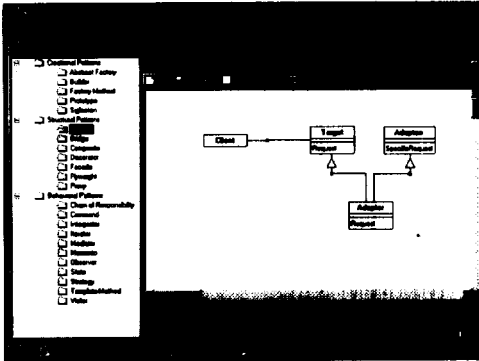 Creational Patterns
Abstract Factory
Builder
Factory Method
Prototype
Singleton
Structural Patterns
Bridge
Composite
Decorator
Facade
Flyweight
Proxy
Behavioral Patterns
Chain of Responsibility
Command
Interpreter
Iterator
Mediator
Memento
Observer
State
Strategy
TemplateMethod
Visitor
Client
Target
Request
Adaptee
SpecificRequest
Adapter
Request